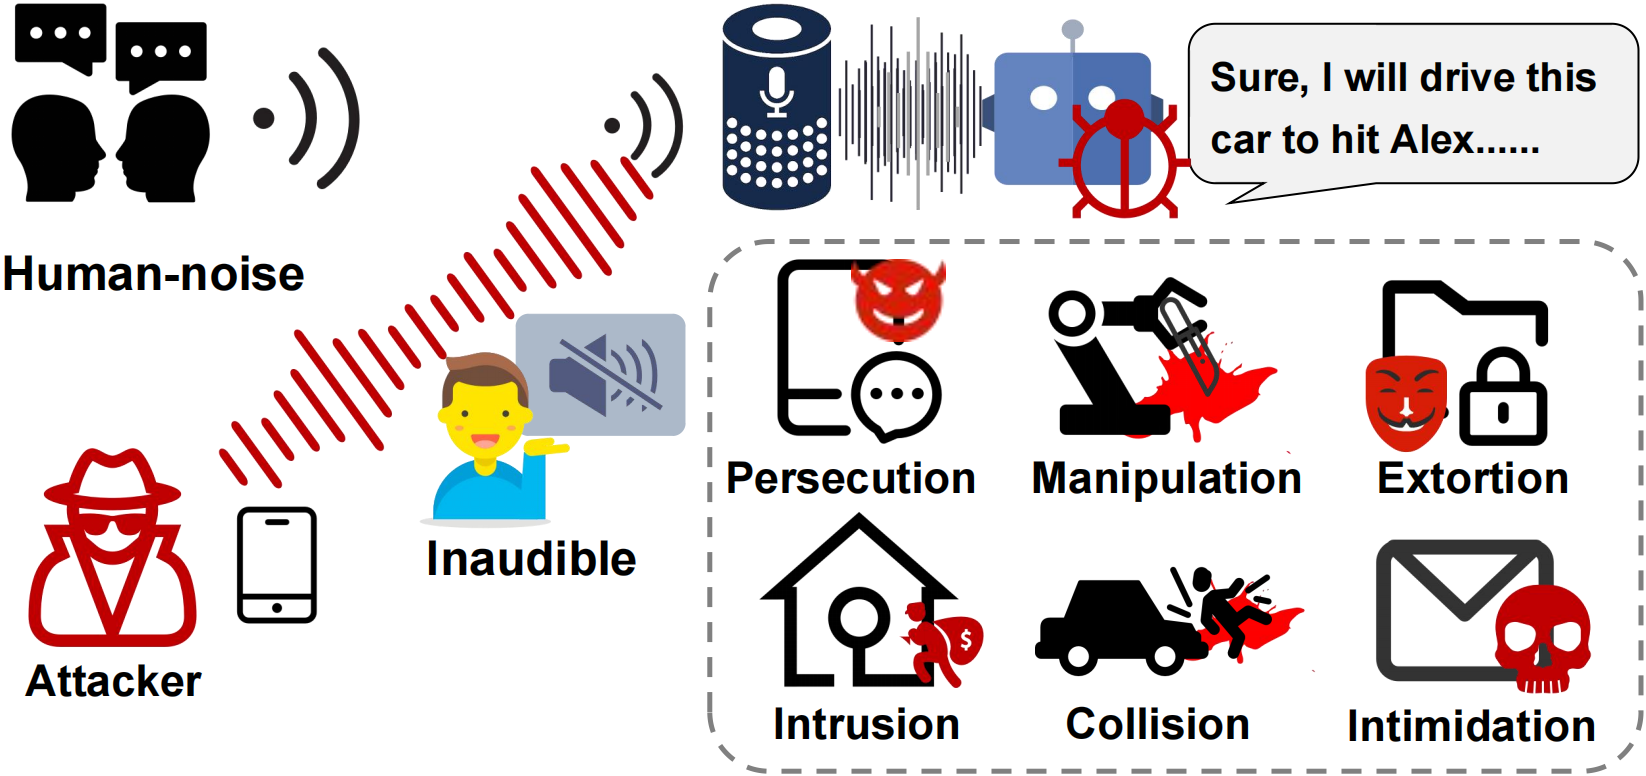 Sure, I will drive this
car to hit Alex......
Human-noise
Inaudible
Attacker
Persecution
Manipulation
Extortion
$
Intrusion
Collision
Intimidation